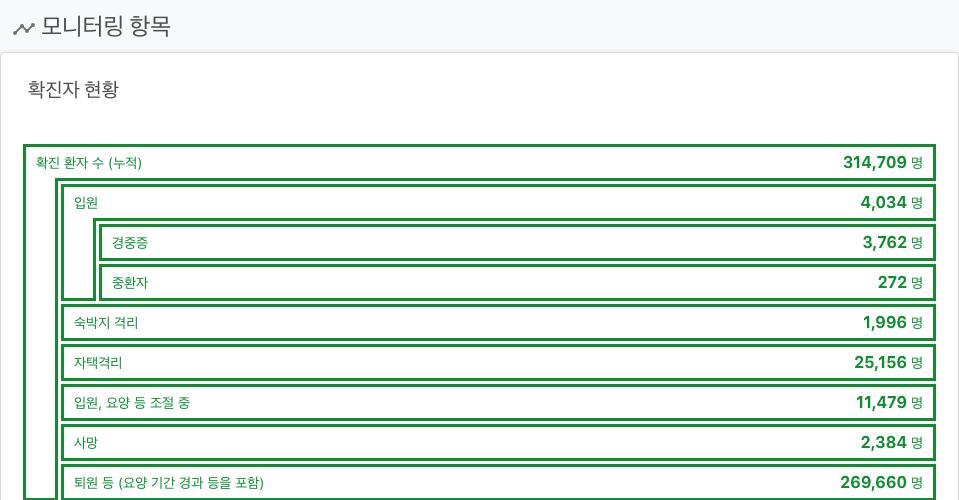 모니터링 항목
확진자 현황
확진 환자 수 (누적) 314,709 명
입원 4,034 명
경중증 3,762 명
중환자 272 명
숙박지 격리 1,996 명
자택격리 25,156 명
입원, 요양 등 조절 중 11,479 명
사망 2,384 명
퇴원 등 (요양 기간 경과 등을 포함) 269,660 명